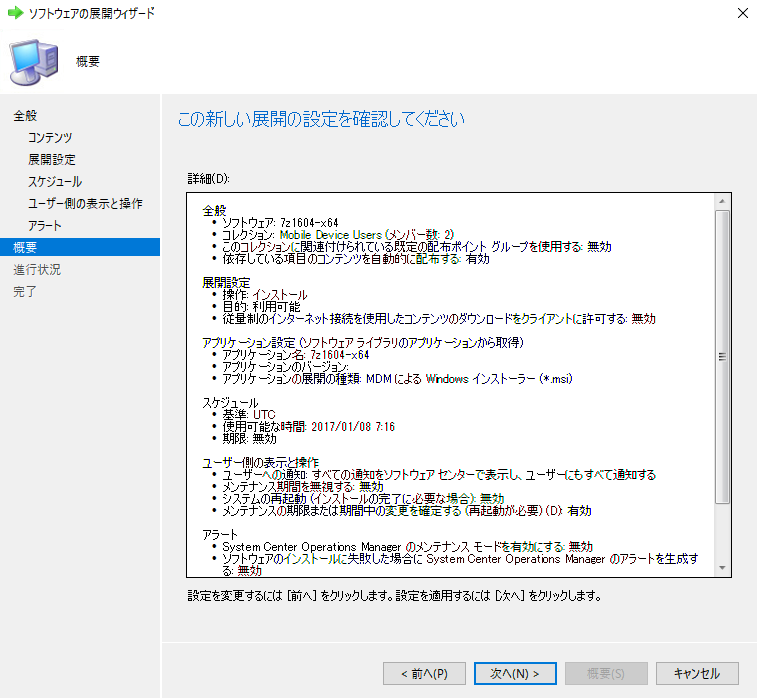 ソフトウェアの展開ウィザード
概要
全般
コンテンツ
展開設定
スケジュール
ユーザー側の表示と操作
アラート
概要
進行状況
完了
この新しい展開の設定を確認してください
詳細(D):
全般
• ソフトウェア: 7z1604-x64
• コレクション: Mobile Device Users (メンバー数: 2)
• このコレクションに関連付けられている既定の配布ポイント グループを使用する: 無効
• 依存している項目のコンテンツを自動的に配布する: 有効
展開設定
• 操作: インストール
• 目的: 利用可能
• 従量制のインターネット接続を使用したコンテンツのダウンロードをクライアントに許可する: 無効
アプリケーション設定 (ソフトウェア ライブラリのアプリケーションから取得)
• アプリケーション名: 7z1604-x64
• アプリケーションのバージョン:
• アプリケーションの展開の種類: MDM による Windows インストーラー (*.msi)
スケジュール
• 基準: UTC
• 使用可能な時間: 2017/01/08 7:16
• 期限: 無効
ユーザー側の表示と操作
• ユーザーへの通知: すべての通知をソフトウェア センターで表示し、ユーザーにもすべて通知する
• メンテナンス期間を無視する: 無効
• システムの再起動 (インストールの完了に必要な場合): 無効
• メンテナンスの期限または期間中の変更を確定する (再起動が必要) (D): 有効
アラート
• System Center Operations Manager のメンテナンス モードを有効にする: 無効
• ソフトウェアのインストールに失敗した場合に System Center Operations Manager のアラートを生成す
る: 無効
設定を変更するには [前へ] をクリックします。設定を適用するには [次へ] をクリックします。
< 前へ(P)
次へ(N) >
概要(S)
キャンセル